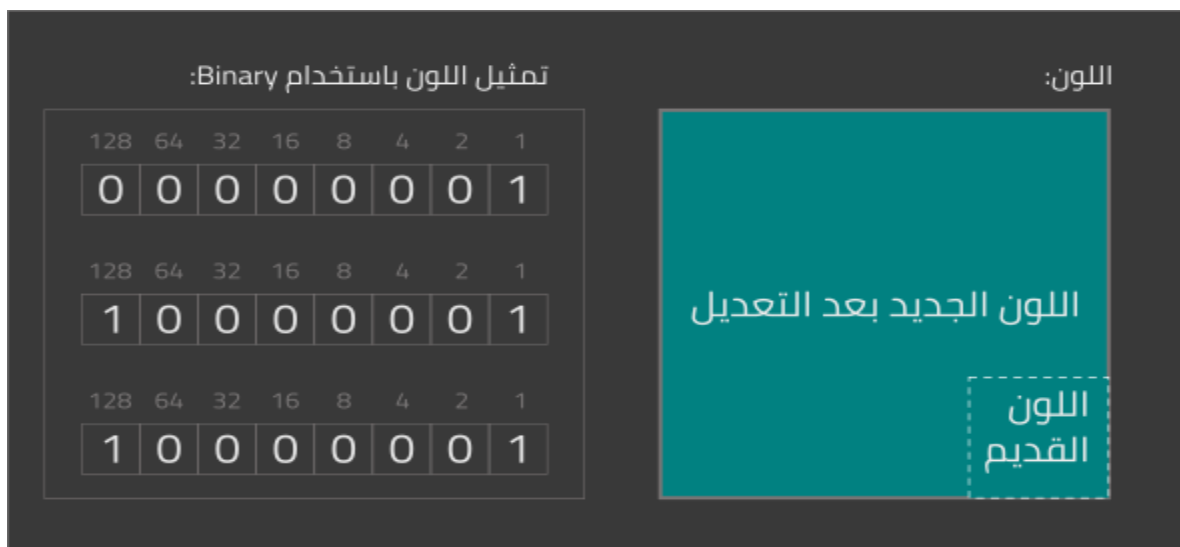 اللون:
اللون الجديد بعد التعديل
اللون
القديم
تمثيل اللون باستخدام Binary:
128 64 32 16 8 4 2 1
0 0 0 0 0 0 0 1
128 64 32 16 8 4 2 1
1 0 0 0 0 0 0 1
128 64 32 16 8 4 2 1
1 0 0 0 0 0 0 1